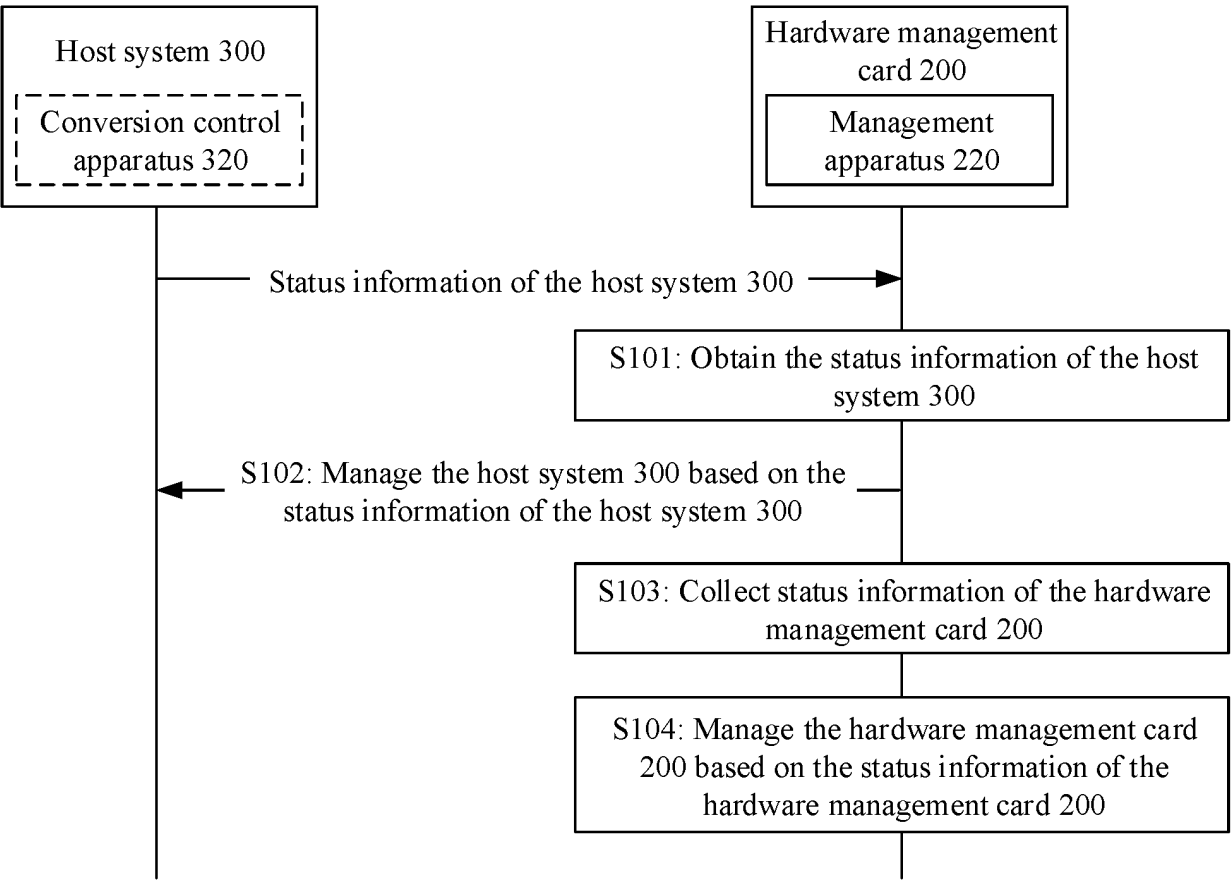 Host system 300
Conversion control
apparatus 320
Hardware management
card 200
Management
apparatus 220
Status information of the host system 300
S101: Obtain the status information of the host
system 300
S102: Manage the host system 300 based on the
status information of the host system 300
S103: Collect status information of the hardware
management card 200
S104: Manage the hardware management card
200 based on the status information of the
hardware management card 200